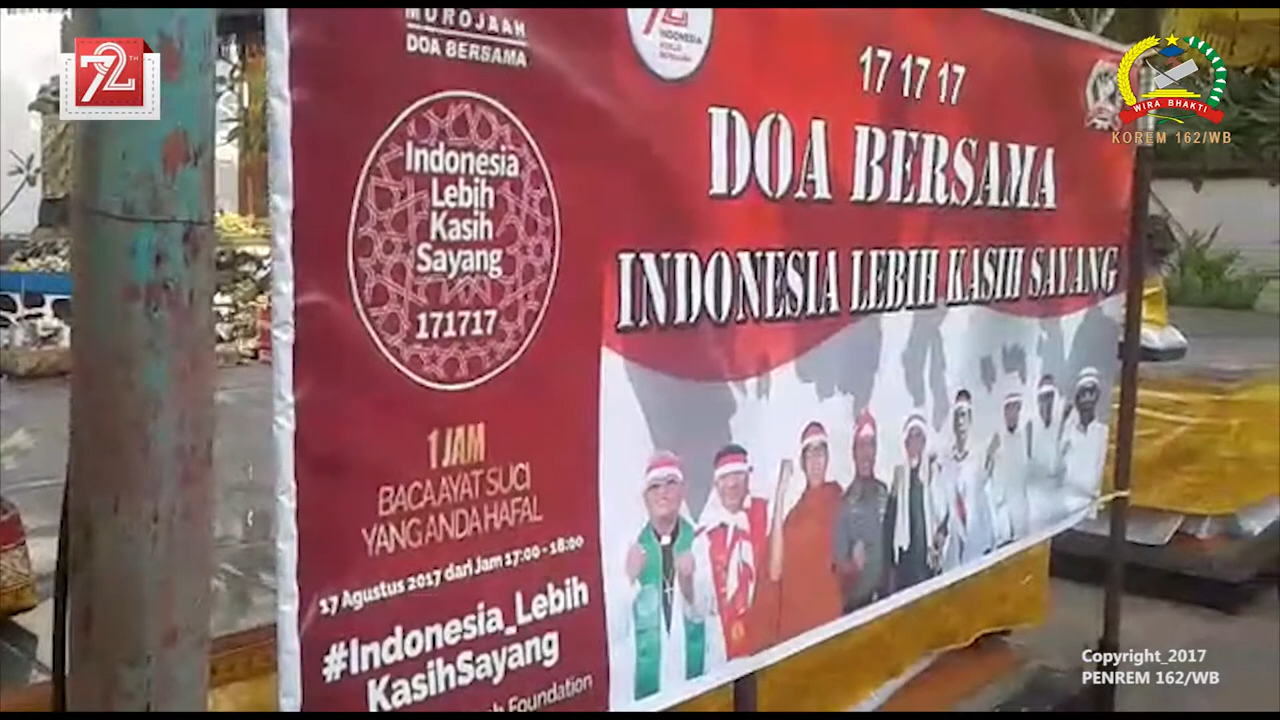 72TH
MUROJAAH
DOA BERSAMA
Indonesia
Lebih
Kasih
Sayang
171717
1 JAM
BACA AYAT SUCI
YANG ANDA HAFAL
17 Agustus 2017 dari Jam 17:00 - 18:00
#Indonesia_Lebih
KasihSayang
Foundation
72
INDONESIA
KERJA
BERSAMA
17 17 17
DOA BERSAMA
INDONESIA LEBIH KASIH SAYANG
WIRA BHAKTI
KOREM 162/WB
Copyright_2017
PENREM 162/WB